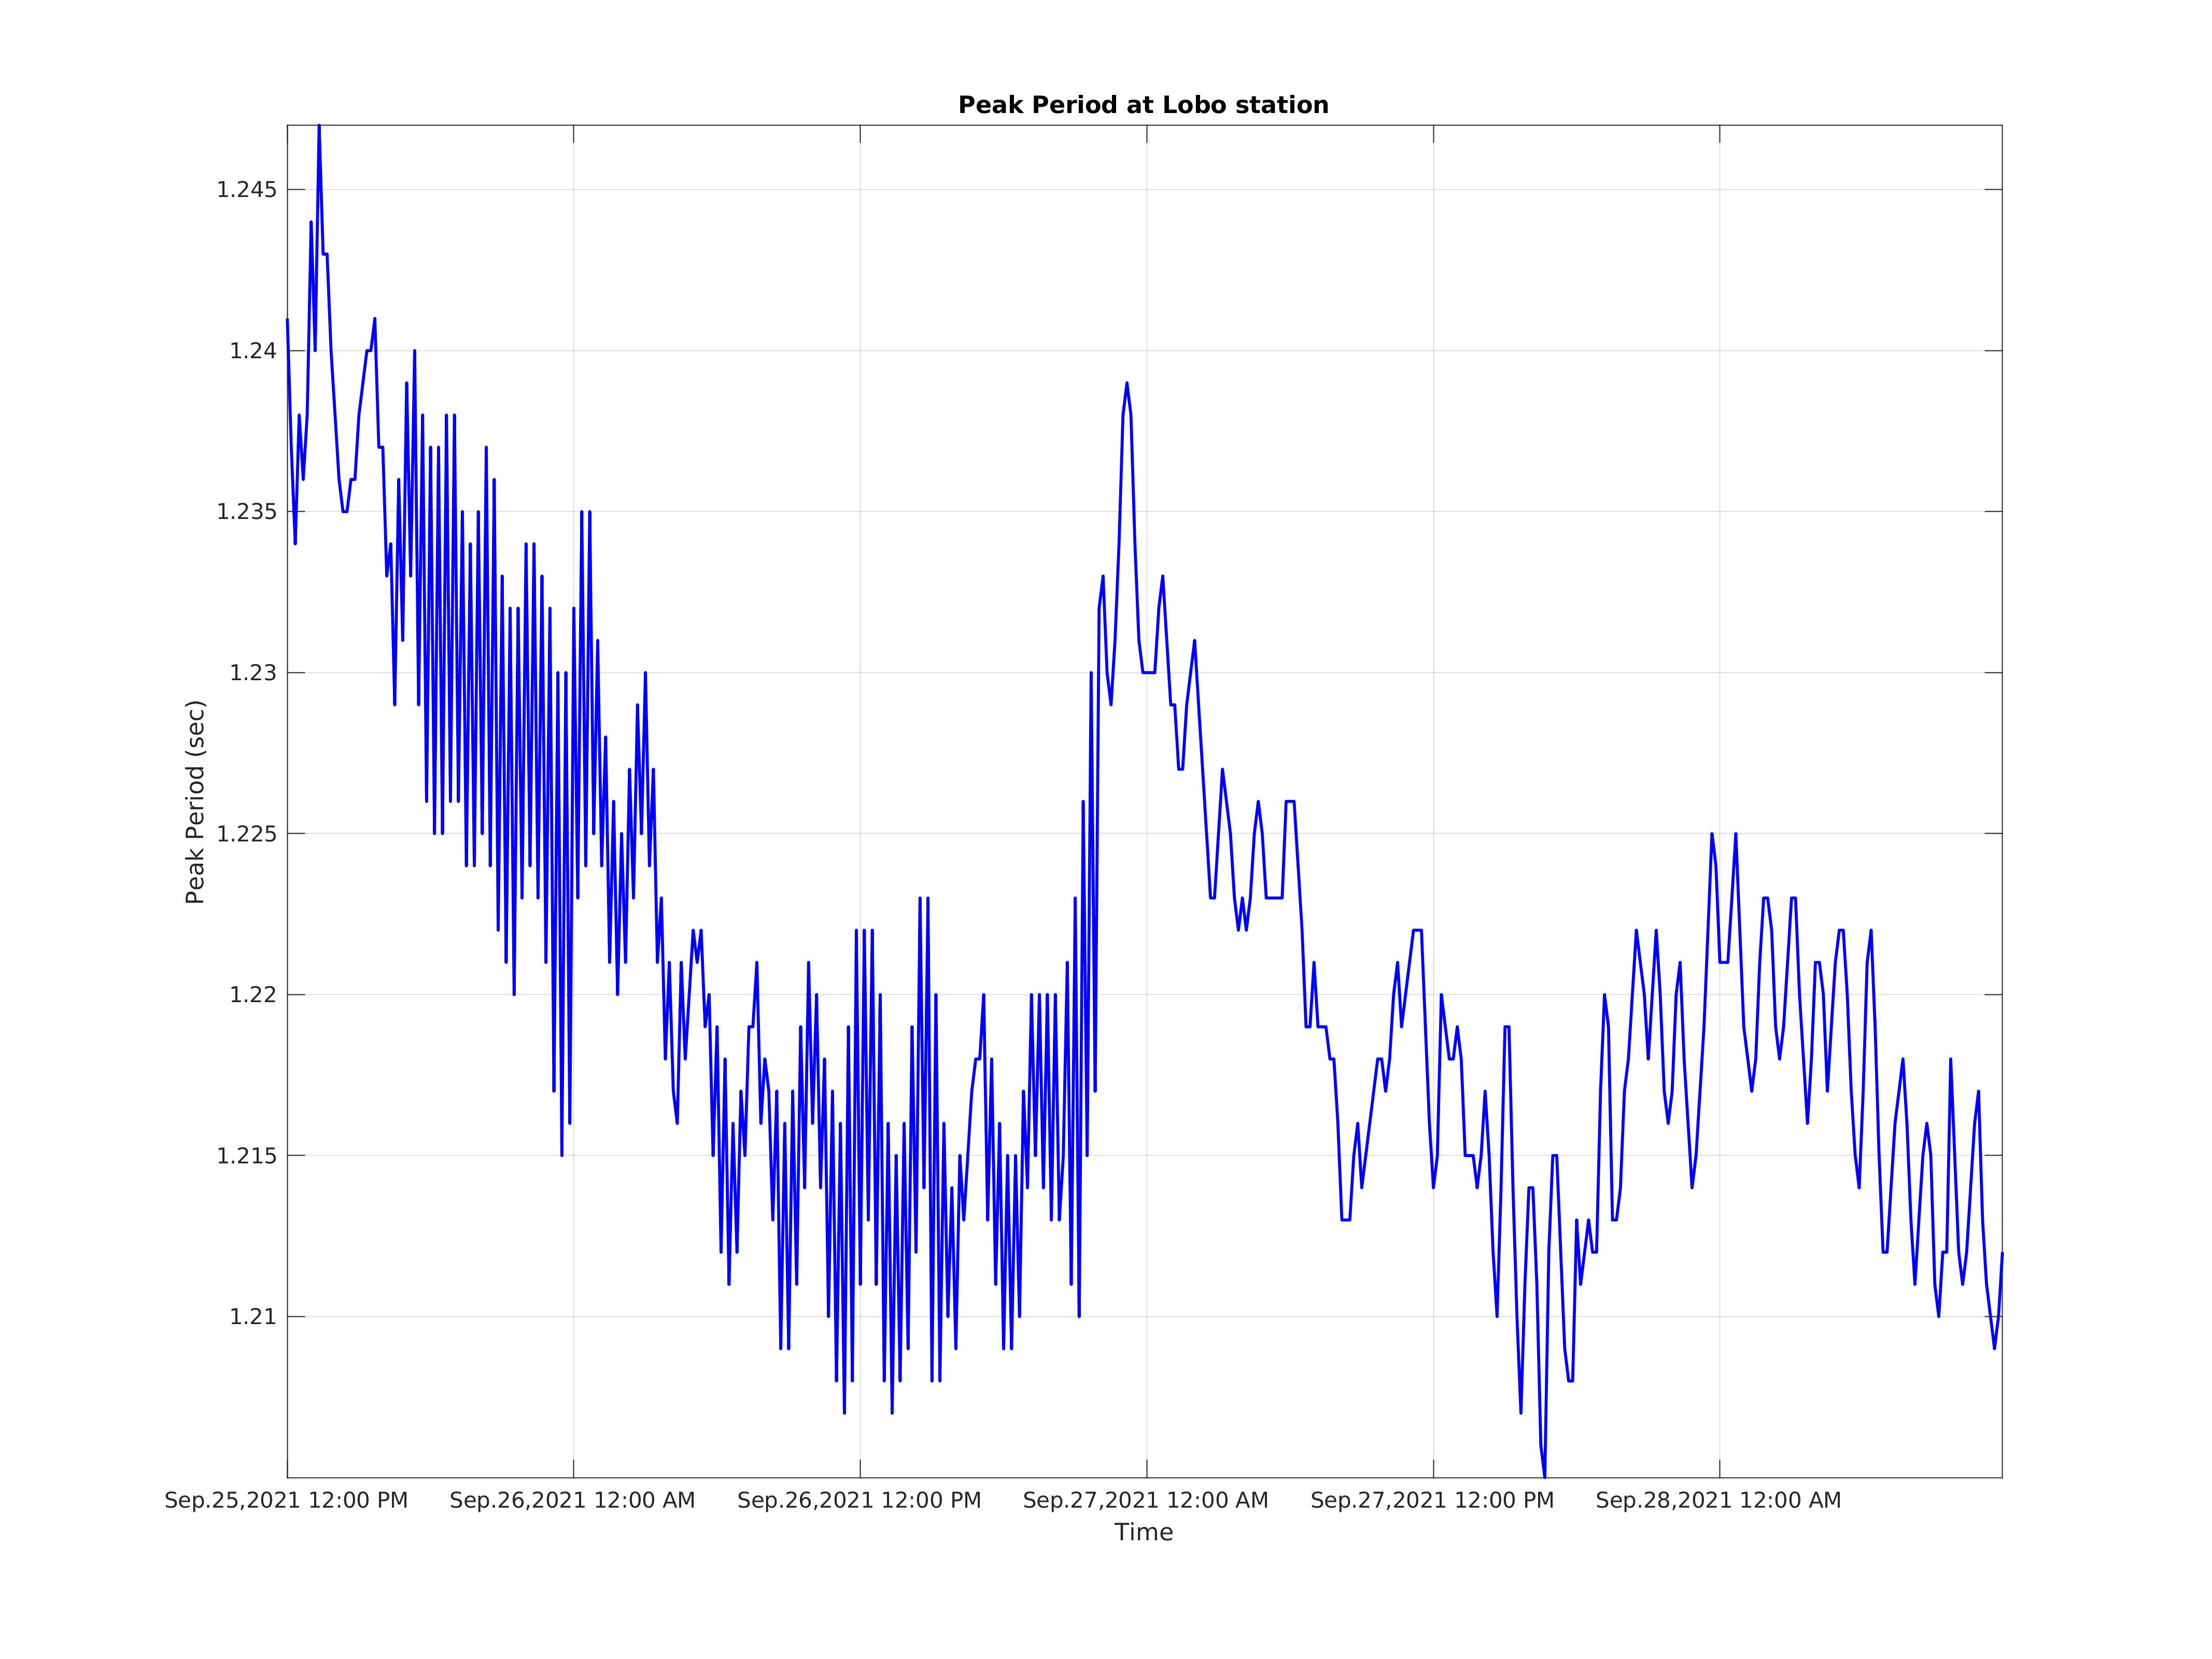 Peak Period at Lobo station
1.245
1.24
1.235
1.23
1.225
1.22
1.215
1.21
Peak Period (sec)
Sep.25,2021 12:00 PM
Sep.26,2021 12:00 AM
Sep.26,2021 12:00 PM
Sep.27,2021 12:00 AM
Sep.27,2021 12:00 PM
Sep.28,2021 12:00 AM
Time